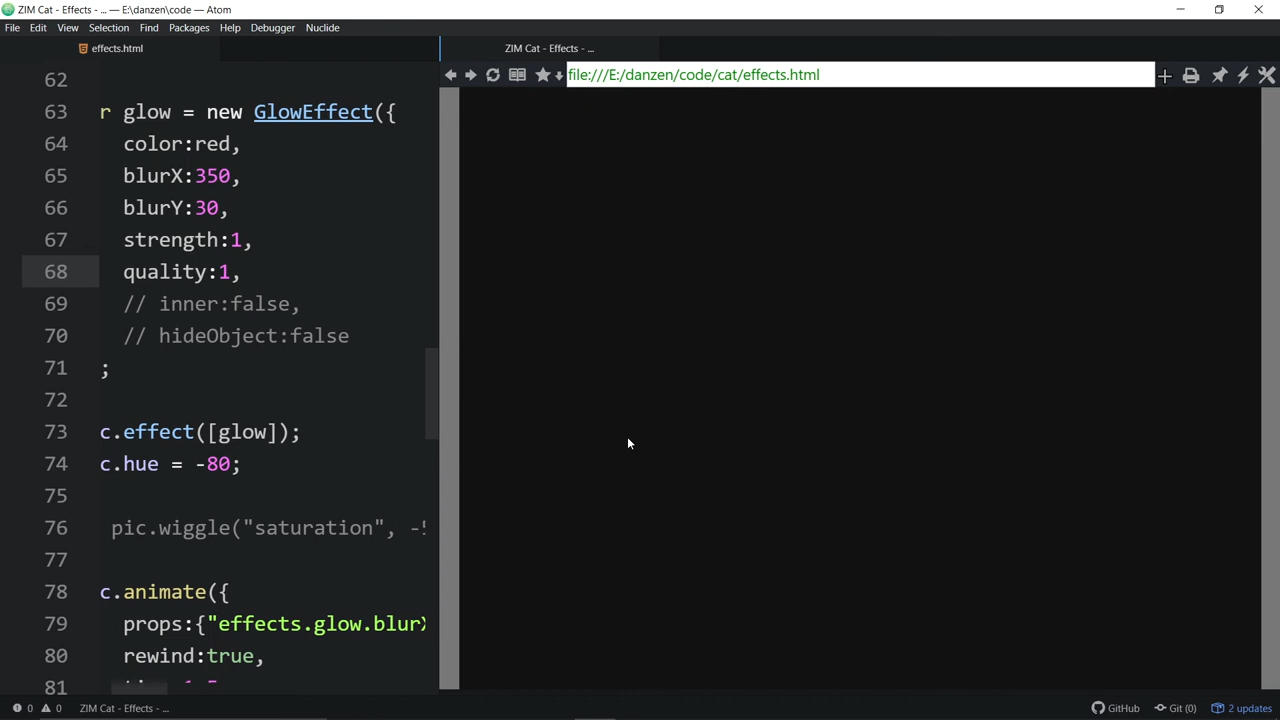 ZIM Cat - Effects - ... — E:\danzen\code — Atom
File Edit View Selection Find Packages Help Debugger Nuclide
effects.html
ZIM Cat - Effects - ...
file:///E:/danzen/code/cat/effects.html
62
63 r glow = new GlowEffect({
64 color:red,
65 blurX:350,
66 blurY:30,
67 strength:1,
68 quality:1,
69 // inner:false,
70 // hideObject:false
71 ;
72
73 c.effect([glow]);
74 c.hue = -80;
75
76 pic.wiggle("saturation", -
77
78 c.animate({
79 props:{"effects.glow.blur
80 rewind:true,
81
0 0 ZIM Cat - Effects - ...
GitHub Git (0) 2 updates